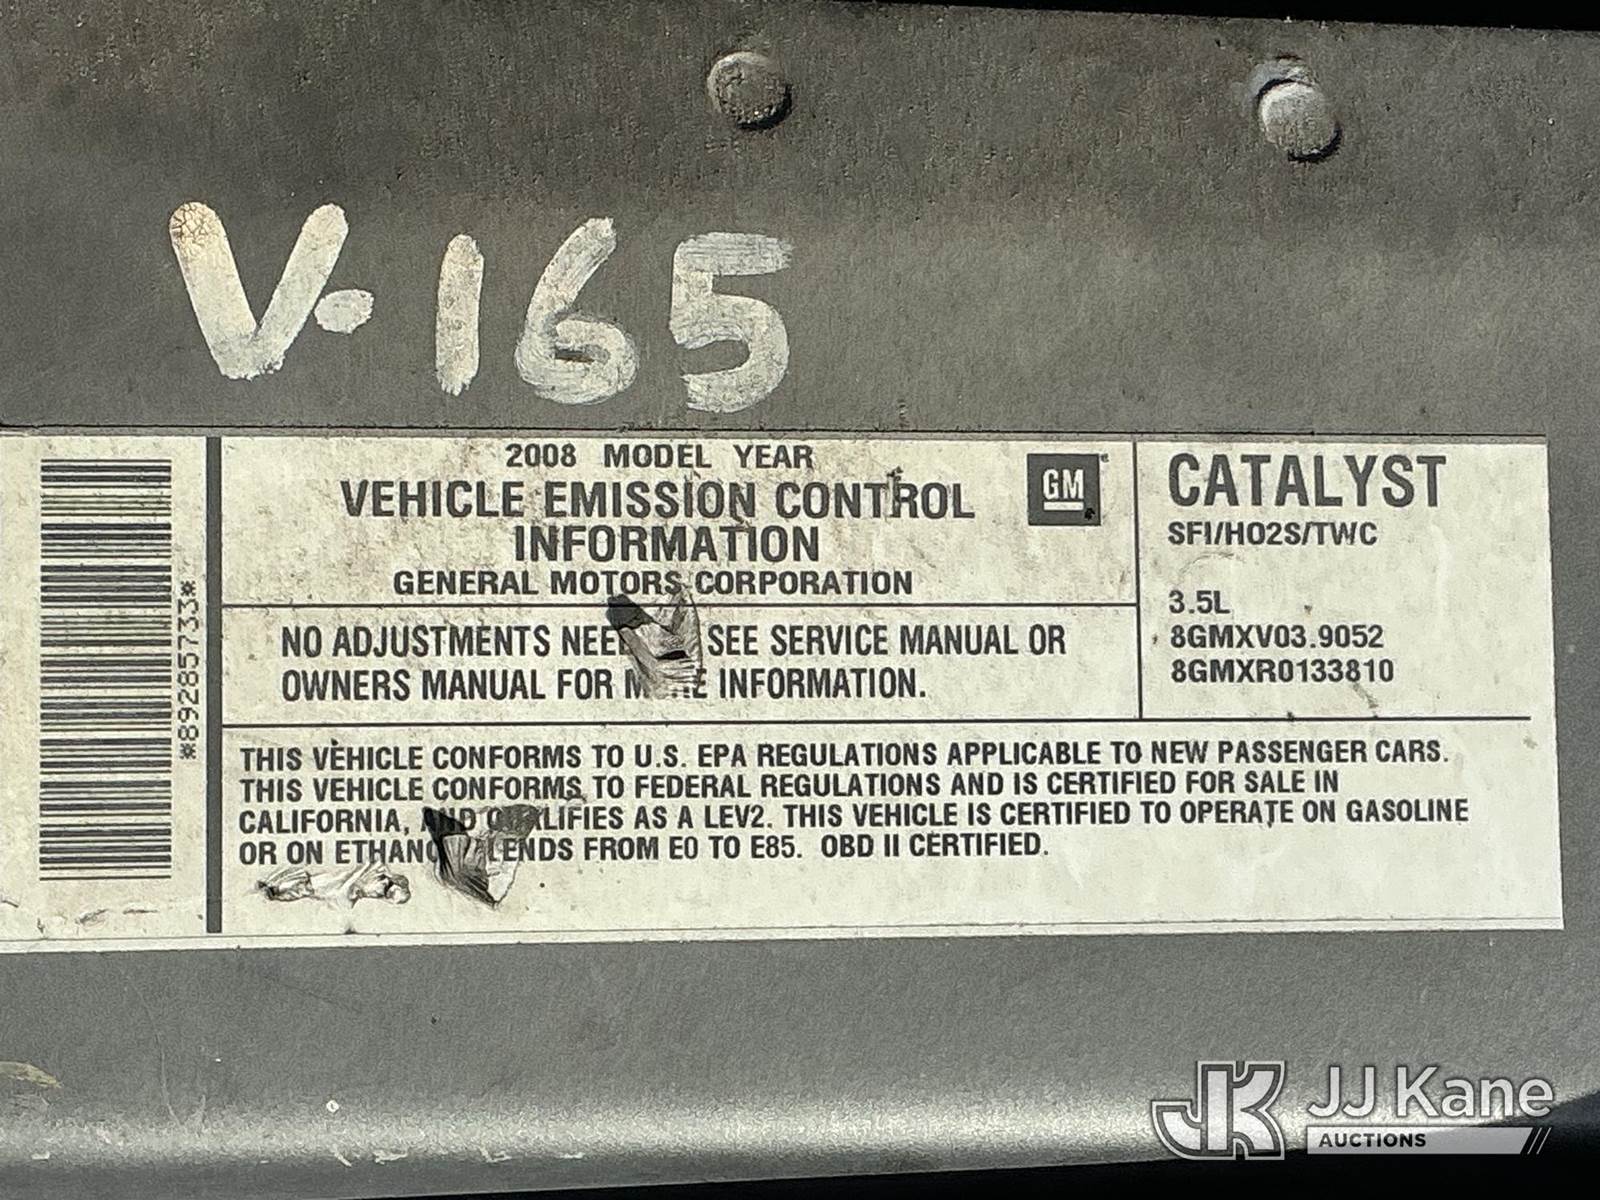 V.165
*89285733*
2008 MODEL YEAR
VEHICLE EMISSION CONTROL
INFORMATION
GENERAL MOTORS CORPORATION
GM
NO ADJUSTMENTS SEE SERVICE MANUAL OR
OWNERS MANUAL FOR INFORMATION.
CATALYST
SFI/HO2S/TWC
3.5L
8GMXV03.9052
8GMXR0133810
THIS VEHICLE CONFORMS TO U.S. EPA REGULATIONS APPLICABLE TO NEW PASSENGER CARS.
THIS VEHICLE CONFORMS TO FEDERAL REGULATIONS AND IS CERTIFIED FOR SALE IN
CALIFORNIA, AND QUALIFIES AS A LEV2. THIS VEHICLE IS CERTIFIED TO OPERATE ON GASOLINE
OR ON FROM E0 TO E85. OBD II CERTIFIED.
JK JJ Kane
AUCTIONS